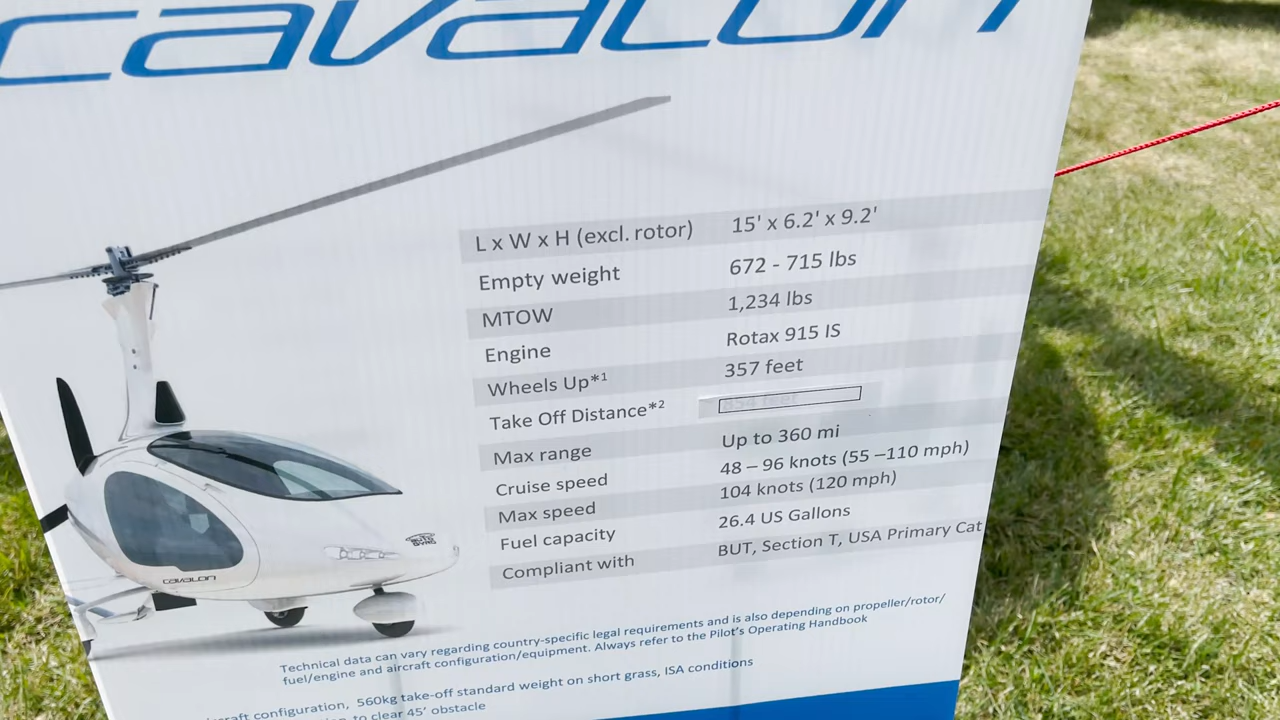 cavalon
L x W x H (excl. rotor) 15' x 6.2' x 9.2'
Empty weight 672 - 715 lbs
MTOW 1,234 lbs
Engine Rotax 915 IS
Wheels Up*1 357 feet
Take Off Distance*2
Max range Up to 360 mi
Cruise speed 48 – 96 knots (55 –110 mph)
Max speed 104 knots (120 mph)
Fuel capacity 26.4 US Gallons
Compliant with BUT, Section T, USA Primary Cat
cavalon
Technical data can vary regarding country-specific legal requirements and is also depending on propeller/rotor/
fuel/engine and aircraft configuration/equipment. Always refer to the Pilot's Operating Handbook
configuration, 560kg take-off standard weight on short grass, ISA conditions
to clear 45' obstacle